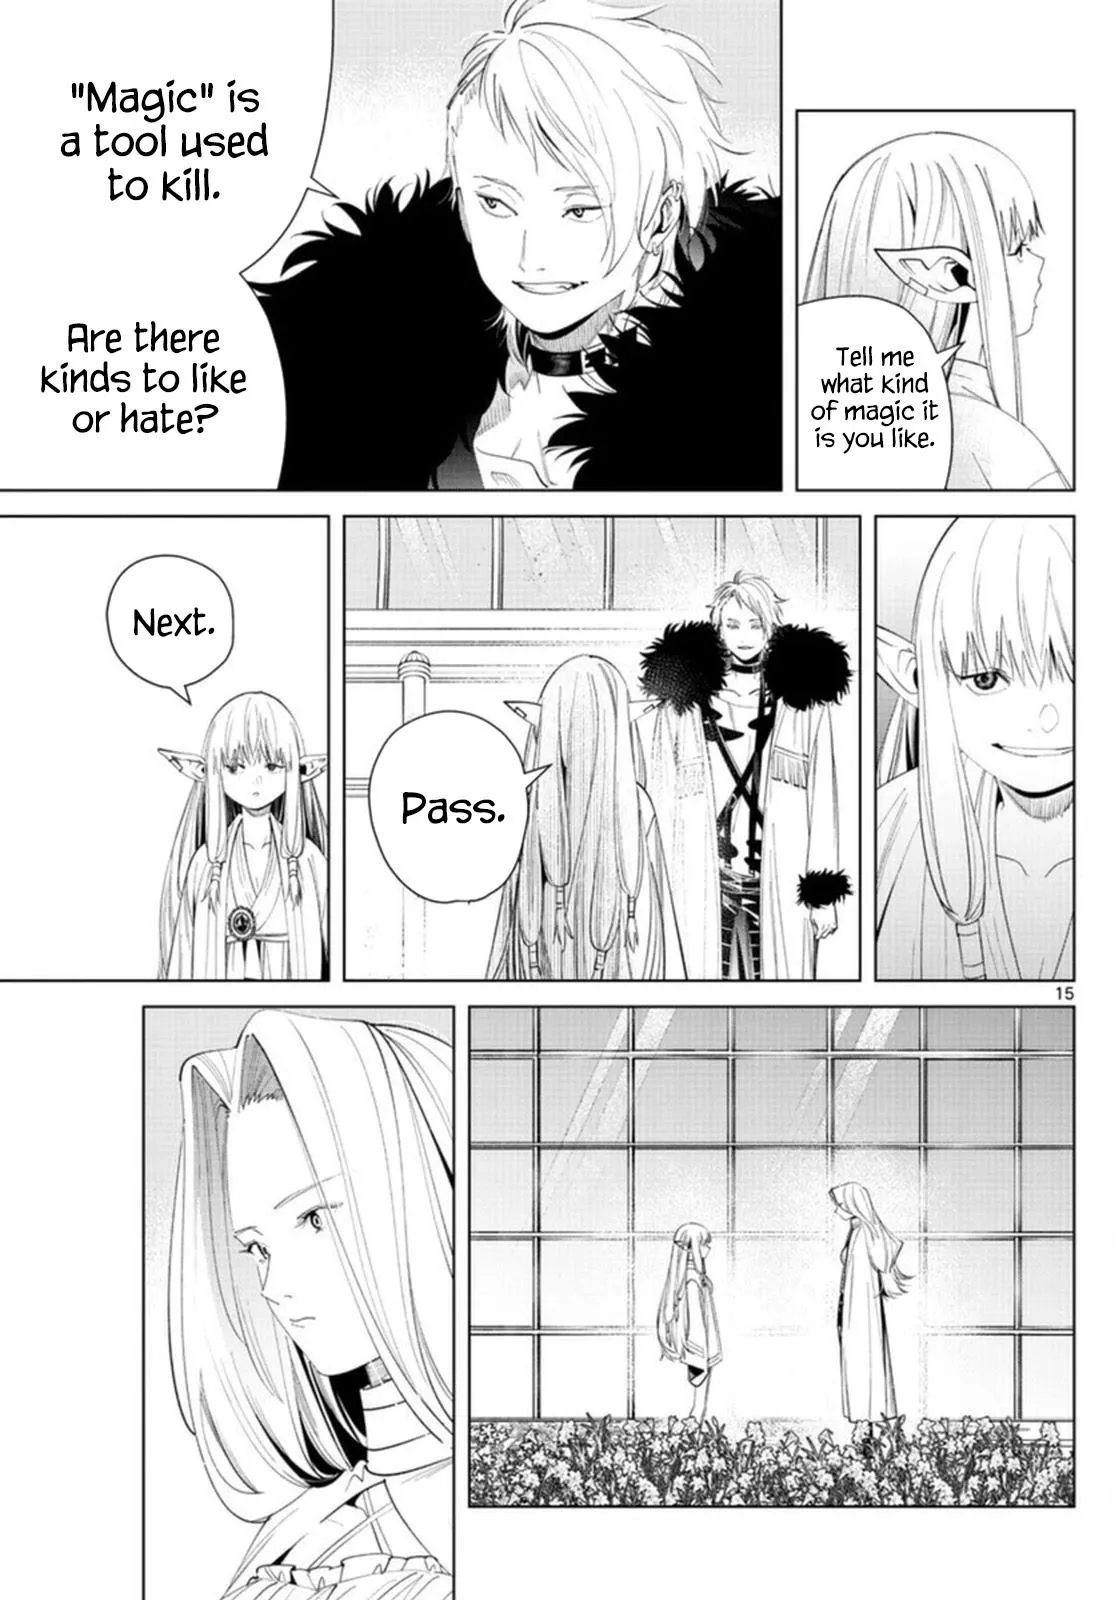 Tell me
what kind
of magic it
is you like.
"Magic" is
a tool used
to kill.
Are there
kinds to like
or hate?
Pass.
Next.
15